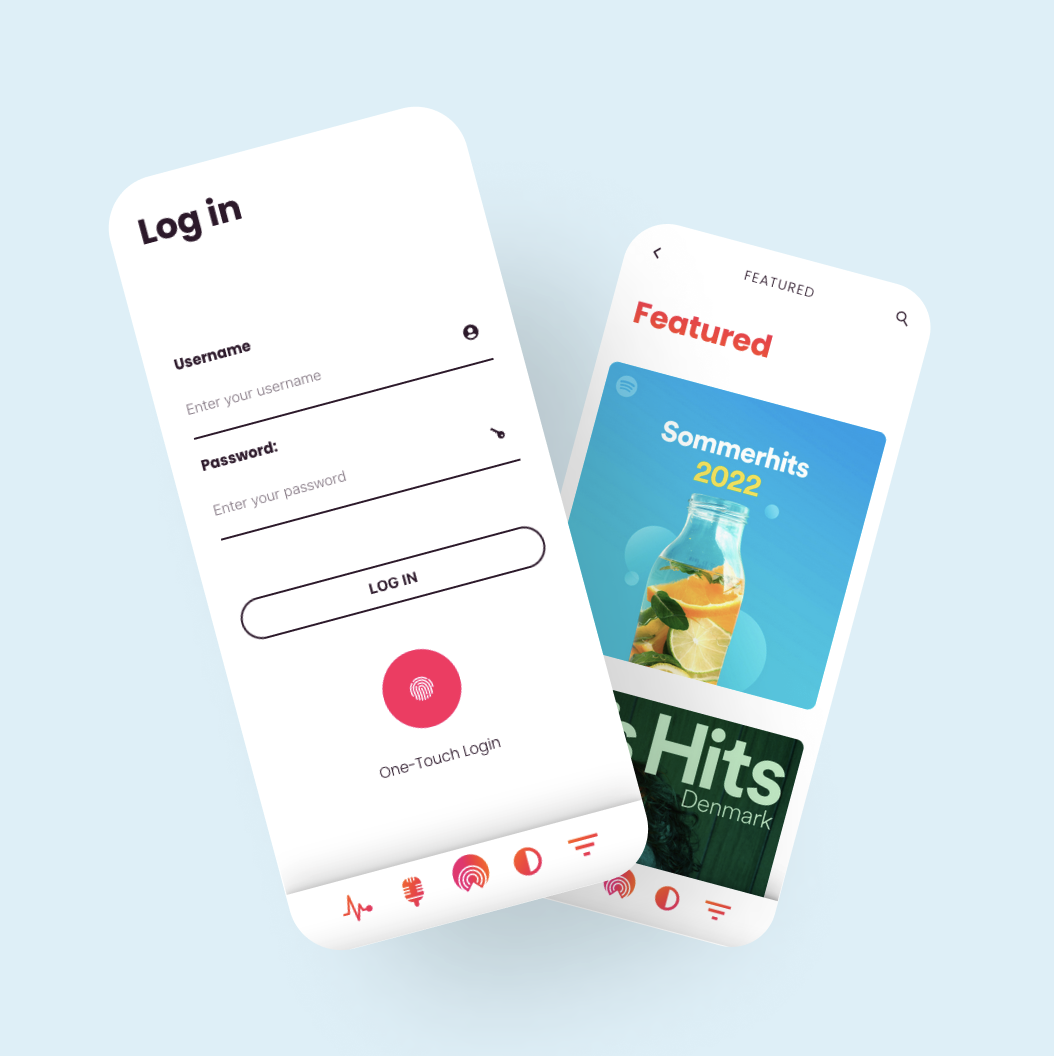 Log in
Username
Enter your username
Password:
Enter your password
LOG IN
One-Touch Login
FEATURED
Featured
Sommerhits
2022
s Hits
Denmark